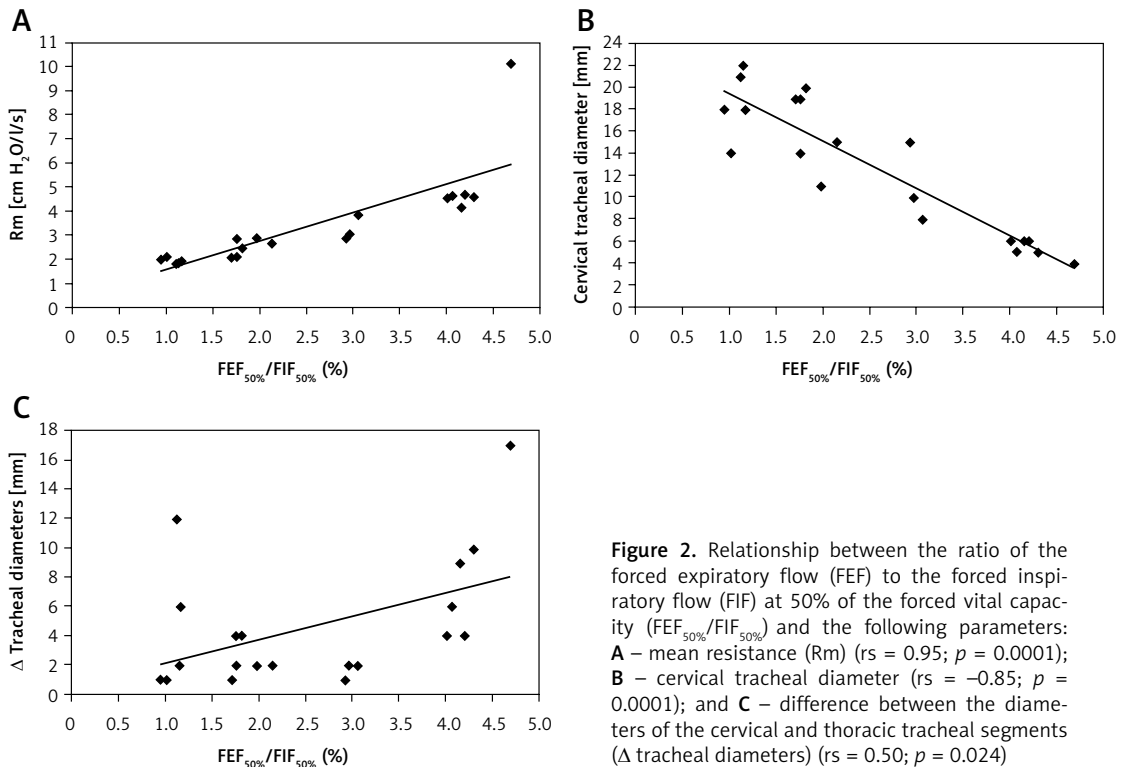 A
11
10
9
8
7
6
5
4
3
2
1
0
Rm [cm H₂O/l/s]
0 0.5 1.0 1.5 2.0 2.5 3.0 3.5 4.0 4.5 5.0
FEF₅₀%/FIF₅₀% (%)
B
24
22
20
18
16
14
12
10
8
6
4
2
0
Cervical tracheal diameter [mm]
0 0.5 1.0 1.5 2.0 2.5 3.0 3.5 4.0 4.5 5.0
FEF₅₀%/FIF₅₀% (%)
C
18
16
14
12
10
8
6
4
2
0
Δ Tracheal diameters [mm]
0 0.5 1.0 1.5 2.0 2.5 3.0 3.5 4.0 4.5 5.0
FEF₅₀%/FIF₅₀% (%)
Figure 2. Relationship between the ratio of the
forced expiratory flow (FEF) to the forced inspi-
ratory flow (FIF) at 50% of the forced vital capac-
ity (FEF₅₀%/FIF₅₀%) and the following parameters:
A – mean resistance (Rm) (rs = 0.95; p = 0.0001);
B – cervical tracheal diameter (rs = –0.85; p =
0.0001); and C – difference between the diame-
ters of the cervical and thoracic tracheal segments
(Δ tracheal diameters) (rs = 0.50; p = 0.024)